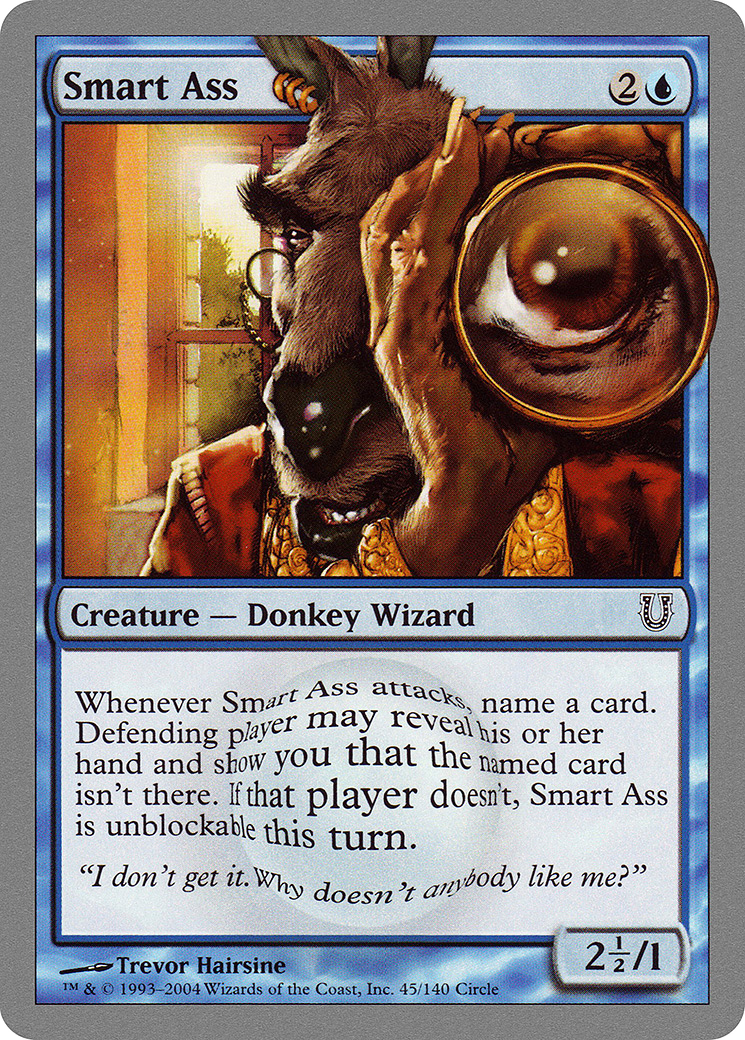 Smart Ass 2
Creature — Donkey Wizard
Whenever Smart Ass attacks, name a card.
Defending player may reveal his or her
hand and show you that the named card
isn't there. If that player doesn't, Smart Ass
is unblockable this turn.
“I don't get it. Why doesn't anybody like me?”
2½/1
Trevor Hairsine
™ & © 1993–2004 Wizards of the Coast, Inc. 45/140 Circle